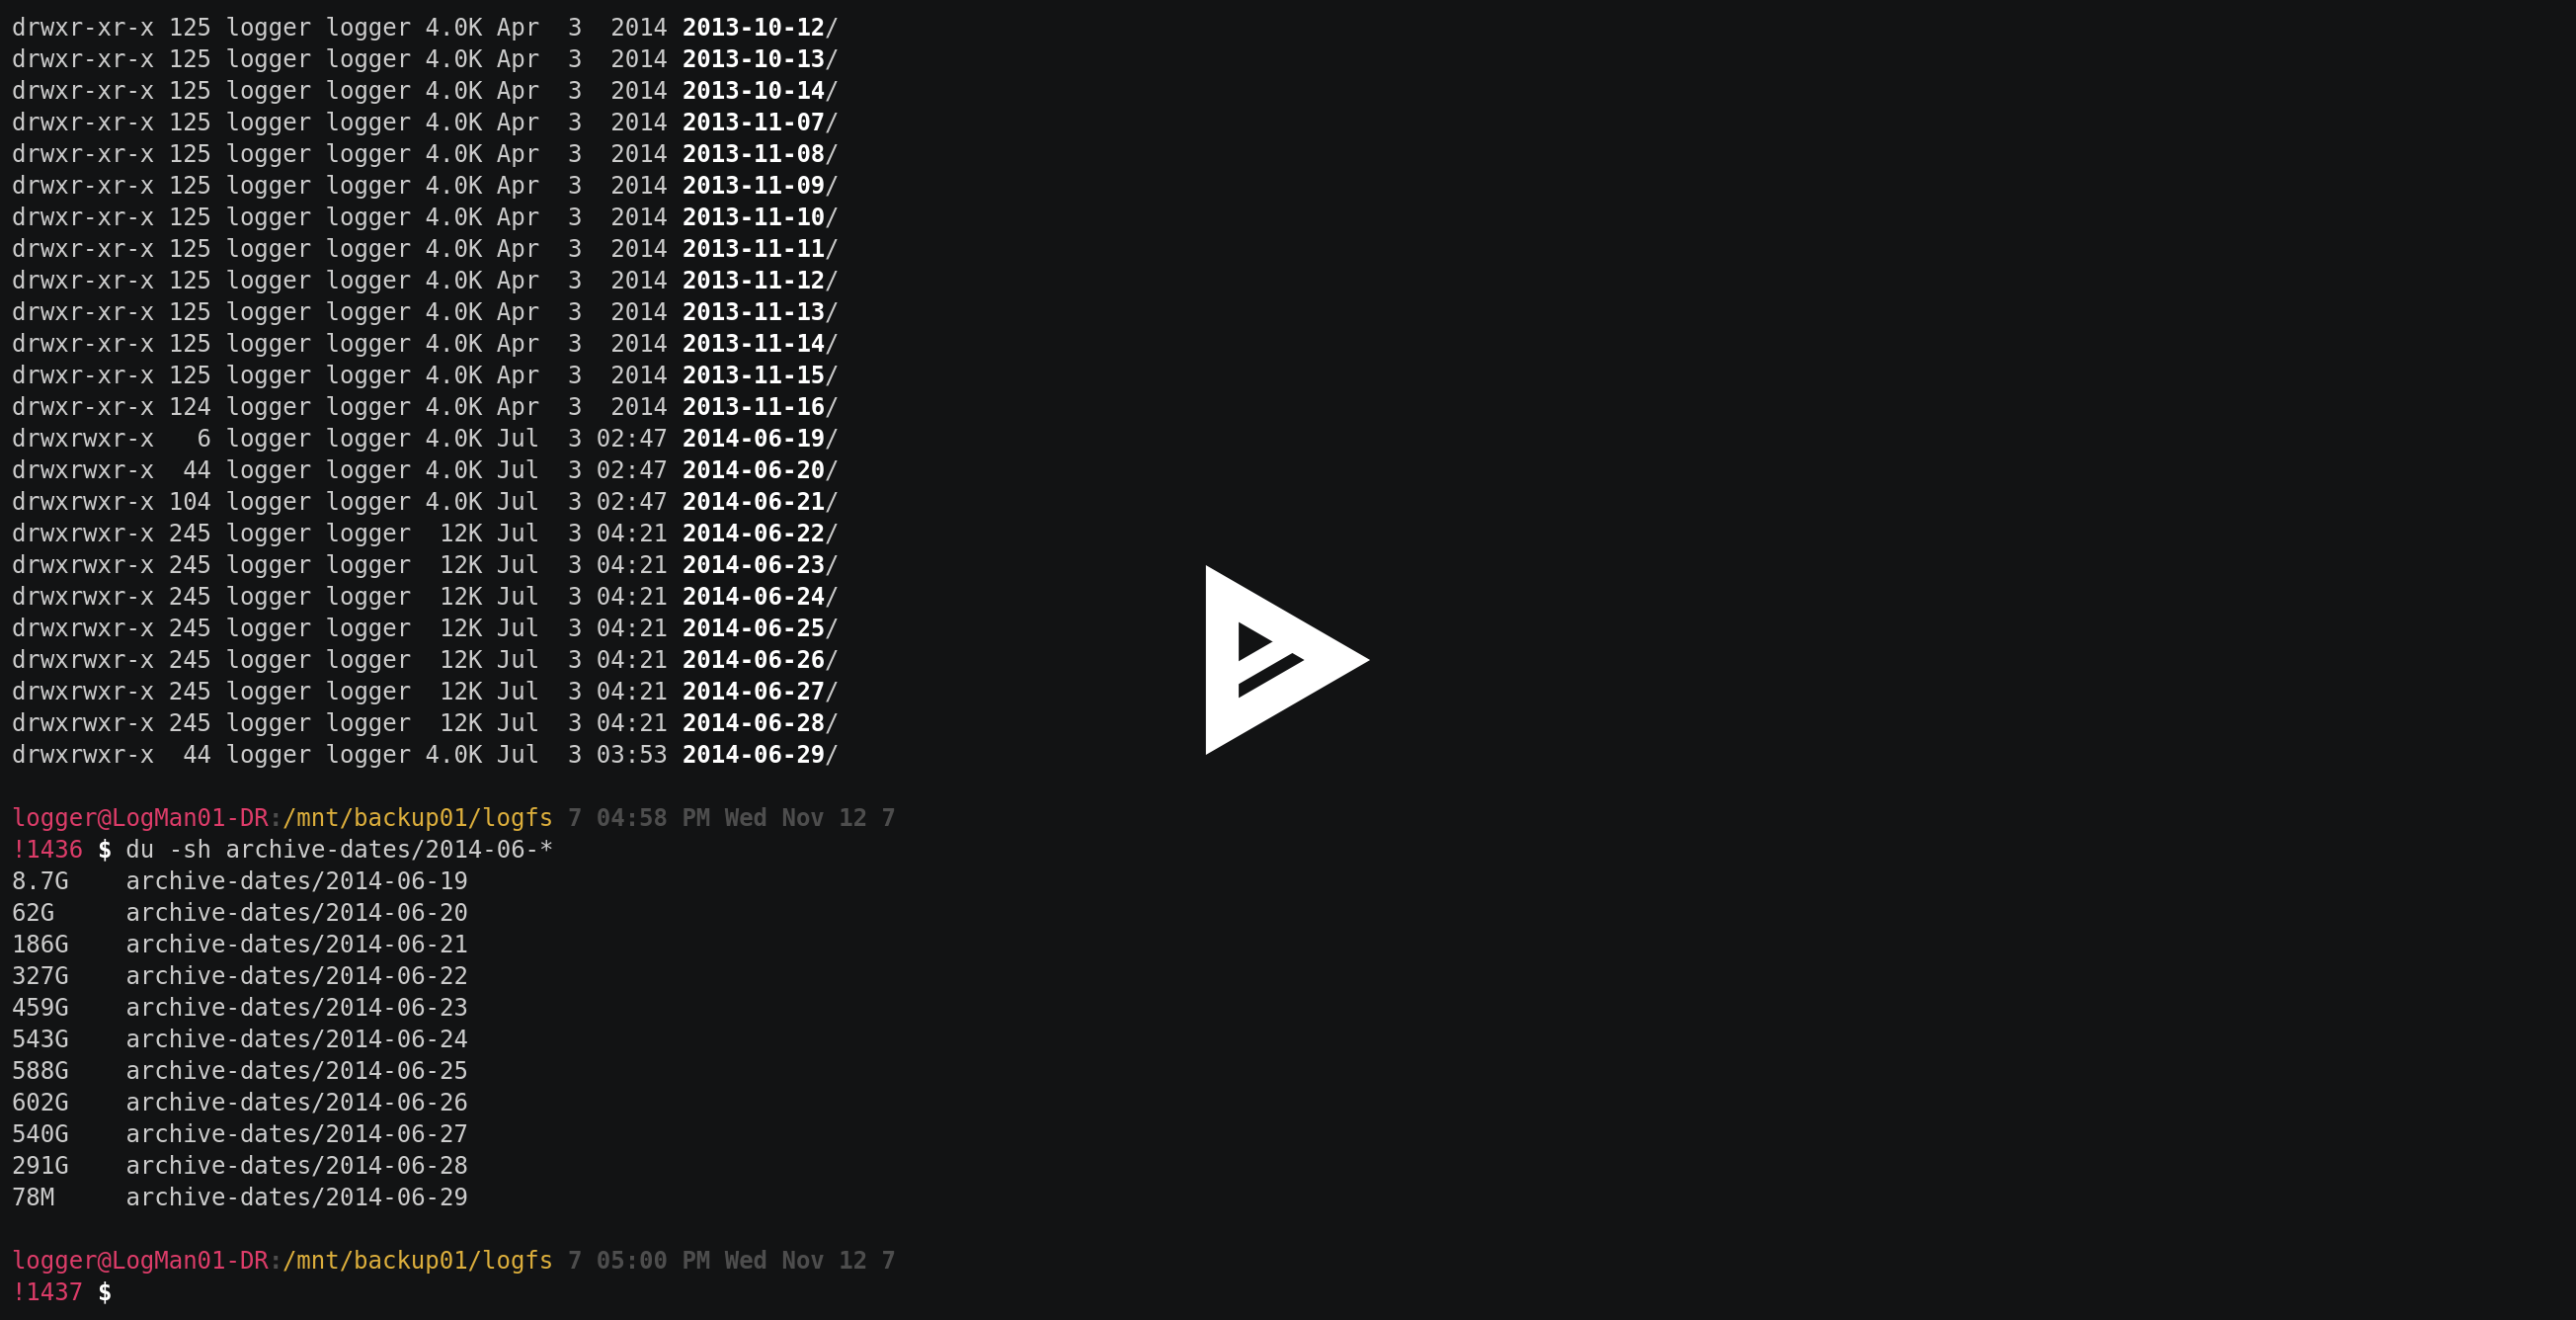 drwxr-xr-x 125 logger logger 4.0K Apr  3  2014 2013-10-12/
drwxr-xr-x 125 logger logger 4.0K Apr  3  2014 2013-10-13/
drwxr-xr-x 125 logger logger 4.0K Apr  3  2014 2013-10-14/
drwxr-xr-x 125 logger logger 4.0K Apr  3  2014 2013-11-07/
drwxr-xr-x 125 logger logger 4.0K Apr  3  2014 2013-11-08/
drwxr-xr-x 125 logger logger 4.0K Apr  3  2014 2013-11-09/
drwxr-xr-x 125 logger logger 4.0K Apr  3  2014 2013-11-10/
drwxr-xr-x 125 logger logger 4.0K Apr  3  2014 2013-11-11/
drwxr-xr-x 125 logger logger 4.0K Apr  3  2014 2013-11-12/
drwxr-xr-x 125 logger logger 4.0K Apr  3  2014 2013-11-13/
drwxr-xr-x 125 logger logger 4.0K Apr  3  2014 2013-11-14/
drwxr-xr-x 125 logger logger 4.0K Apr  3  2014 2013-11-15/
drwxr-xr-x 124 logger logger 4.0K Apr  3  2014 2013-11-16/
drwxrwxr-x   6 logger logger 4.0K Jul  3 02:47 2014-06-19/
drwxrwxr-x  44 logger logger 4.0K Jul  3 02:47 2014-06-20/
drwxrwxr-x 104 logger logger 4.0K Jul  3 02:47 2014-06-21/
drwxrwxr-x 245 logger logger  12K Jul  3 04:21 2014-06-22/
drwxrwxr-x 245 logger logger  12K Jul  3 04:21 2014-06-23/
drwxrwxr-x 245 logger logger  12K Jul  3 04:21 2014-06-24/
drwxrwxr-x 245 logger logger  12K Jul  3 04:21 2014-06-25/
drwxrwxr-x 245 logger logger  12K Jul  3 04:21 2014-06-26/
drwxrwxr-x 245 logger logger  12K Jul  3 04:21 2014-06-27/
drwxrwxr-x 245 logger logger  12K Jul  3 04:21 2014-06-28/
drwxrwxr-x  44 logger logger 4.0K Jul  3 03:53 2014-06-29/
logger@LogMan01-DR:/mnt/backup01/logfs 7 04:58 PM Wed Nov 12 7
!1436 $ du -sh archive-dates/2014-06-*
8.7G    archive-dates/2014-06-19
62G     archive-dates/2014-06-20
186G    archive-dates/2014-06-21
327G    archive-dates/2014-06-22
459G    archive-dates/2014-06-23
543G    archive-dates/2014-06-24
588G    archive-dates/2014-06-25
602G    archive-dates/2014-06-26
540G    archive-dates/2014-06-27
291G    archive-dates/2014-06-28
78M     archive-dates/2014-06-29
logger@LogMan01-DR:/mnt/backup01/logfs 7 05:00 PM Wed Nov 12 7
!1437 $